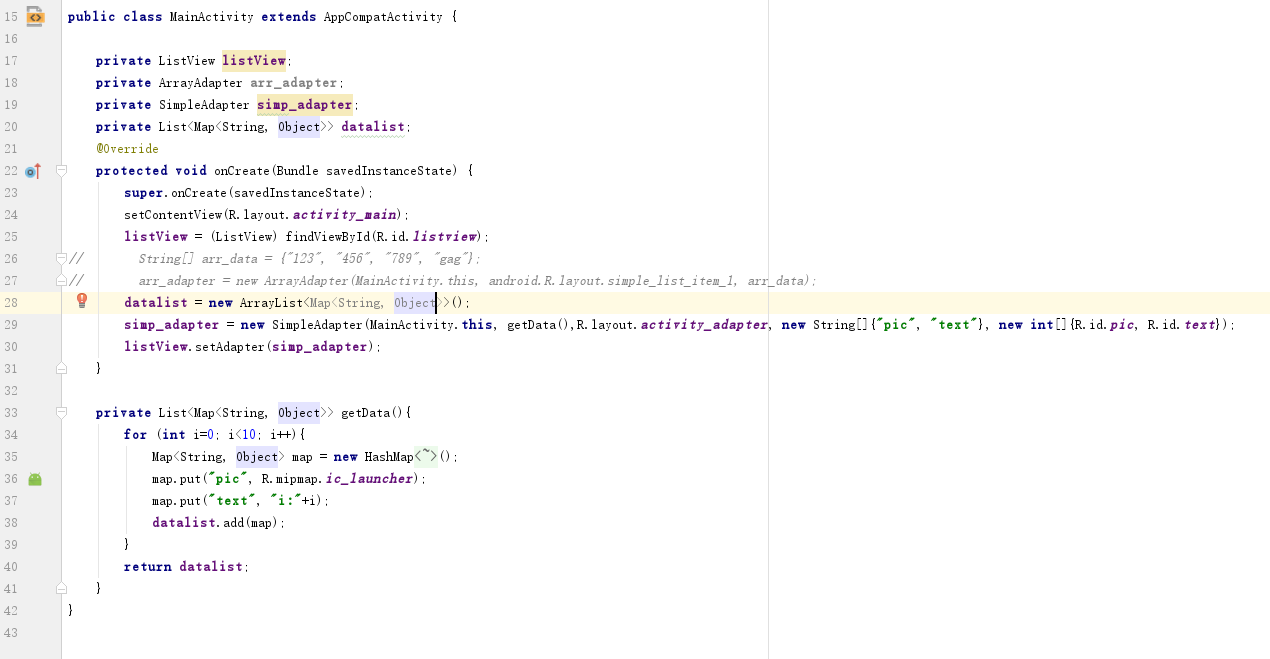 15 public class MainActivity extends AppCompatActivity {
16
17 private ListView listView;
18 private ArrayAdapter arr_adapter;
19 private SimpleAdapter simp_adapter;
20 private List<Map<String, Object>> datalist;
21 @Override
22 protected void onCreate(Bundle savedInstanceState) {
23 super.onCreate(savedInstanceState);
24 setContentView(R.layout.activity_main);
25 listView = (ListView) findViewById(R.id.listview);
26 // String[] arr_data = {"123", "456", "789", "gag"};
27 // arr_adapter = new ArrayAdapter(MainActivity.this, android.R.layout.simple_list_item_1, arr_data);
28 datalist = new ArrayList<Map<String, Object>>();
29 simp_adapter = new SimpleAdapter(MainActivity.this, getData(),R.layout.activity_adapter, new String[]{"pic", "text"}, new int[]{R.id.pic, R.id.text});
30 listView.setAdapter(simp_adapter);
31 }
32
33 private List<Map<String, Object>> getData(){
34 for (int i=0; i<10; i++){
35 Map<String, Object> map = new HashMap<~>();
36 map.put("pic", R.mipmap.ic_launcher);
37 map.put("text", "i:"+i);
38 datalist.add(map);
39 }
40 return datalist;
41 }
42 }
43